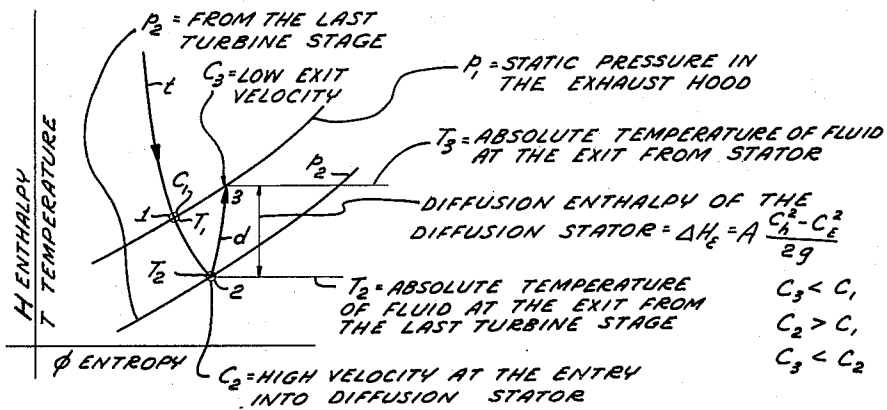 p₂ = FROM THE LAST
TURBINE STAGE
C₃ = LOW EXIT
VELOCITY
t
p₁ = STATIC PRESSURE IN
THE EXHAUST HOOD
T₃ = ABSOLUTE TEMPERATURE OF FLUID
AT THE EXIT FROM STATOR
p₂
C₁
1
T₁
3
d
DIFFUSION ENTHALPY OF THE
DIFFUSION STATOR = ΔHε = A (Cₕ² - C_E²) / 2g
T₂
2
T₂ = ABSOLUTE TEMPERATURE
OF FLUID AT THE EXIT FROM
THE LAST TURBINE STAGE
C₃ < C₁
C₂ > C₁
C₃ < C₂
H ENTHALPY
T TEMPERATURE
φ ENTROPY
C₂ = HIGH VELOCITY AT THE ENTRY
INTO DIFFUSION STATOR